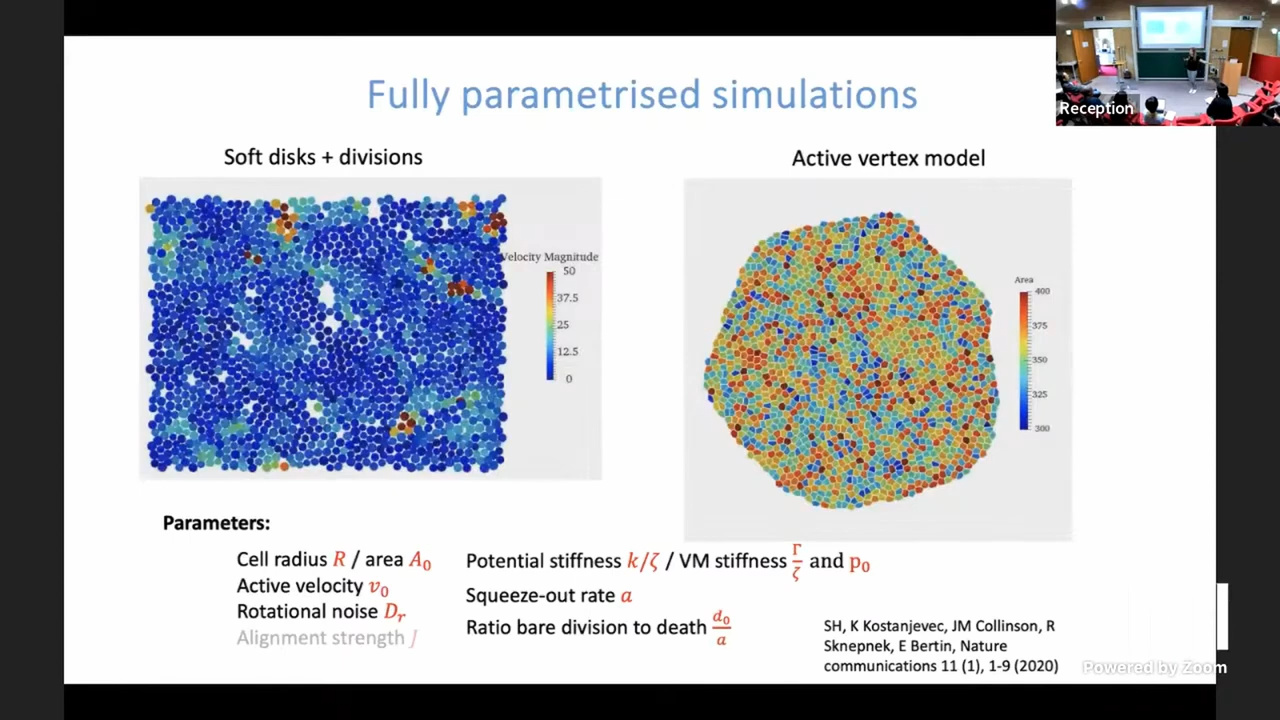 Fully parametrised simulations
Reception
Soft disks + divisions
Active vertex model
Velocity Magnitude
50
37.5
25
12.5
0
Area
400
375
350
325
300
Parameters:
Cell radius R / area A₀
Active velocity v₀
Rotational noise Dᵣ
Alignment strength J
Potential stiffness k/ζ / VM stiffness Γ/ζ and p₀
Squeeze-out rate a
Ratio bare division to death d₀/a
SH, K Kostanjevec, JM Collinson, R
Sknepnek, E Bertin, Nature
communications 11 (1), 1-9 (2020)
Powered by Zoom